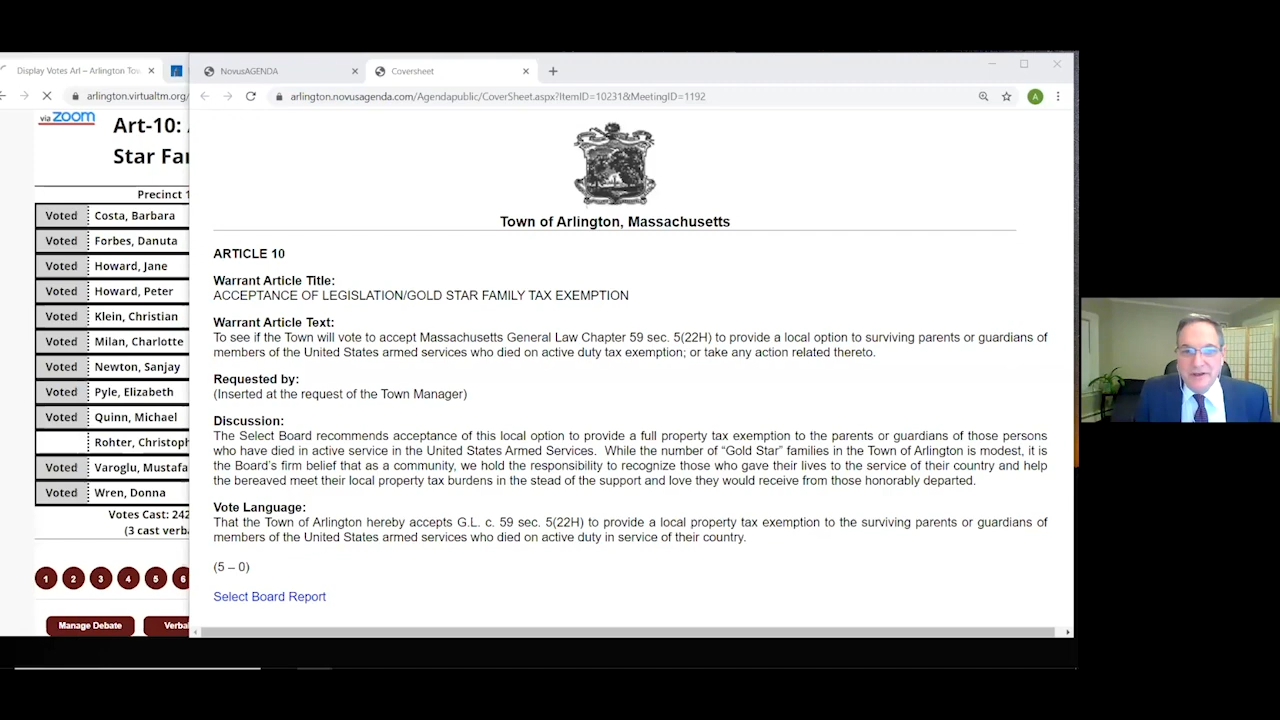 Display Votes Arl – Arlington Tow
NovusAGENDA
Coversheet
arlington.virtualtm.org/
arlington.novusagenda.com/Agendapublic/CoverSheet.aspx?ItemID=10231&MeetingID=1192
A
via zoom
Art-10:
Star Fa
Precinct 1
Voted Costa, Barbara
Voted Forbes, Danuta
Voted Howard, Jane
Voted Howard, Peter
Voted Klein, Christian
Voted Milan, Charlotte
Voted Newton, Sanjay
Voted Pyle, Elizabeth
Voted Quinn, Michael
Rohter, Christoph
Voted Varoglu, Mustafa
Voted Wren, Donna
Votes Cast: 242
(3 cast verba
1 2 3 4 5 6
Manage Debate Verba
Town of Arlington, Massachusetts
ARTICLE 10
Warrant Article Title:
ACCEPTANCE OF LEGISLATION/GOLD STAR FAMILY TAX EXEMPTION
Warrant Article Text:
To see if the Town will vote to accept Massachusetts General Law Chapter 59 sec. 5(22H) to provide a local option to surviving parents or guardians of
members of the United States armed services who died on active duty tax exemption; or take any action related thereto.
Requested by:
(Inserted at the request of the Town Manager)
Discussion:
The Select Board recommends acceptance of this local option to provide a full property tax exemption to the parents or guardians of those persons
who have died in active service in the United States Armed Services. While the number of “Gold Star” families in the Town of Arlington is modest, it is
the Board’s firm belief that as a community, we hold the responsibility to recognize those who gave their lives to the service of their country and help
the bereaved meet their local property tax burdens in the stead of the support and love they would receive from those honorably departed.
Vote Language:
That the Town of Arlington hereby accepts G.L. c. 59 sec. 5(22H) to provide a local property tax exemption to the surviving parents or guardians of
members of the United States armed services who died on active duty in service of their country.
(5 – 0)
Select Board Report